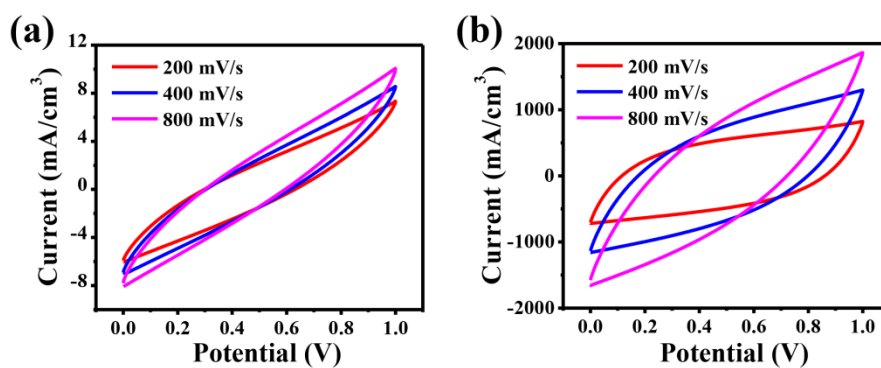 (a)
Current (mA/cm³)
12
8
4
0
-4
-8
200 mV/s
400 mV/s
800 mV/s
0.0 0.2 0.4 0.6 0.8 1.0
Potential (V)
(b)
Current (mA/cm³)
2000
1000
0
-1000
-2000
200 mV/s
400 mV/s
800 mV/s
0.0 0.2 0.4 0.6 0.8 1.0
Potential (V)